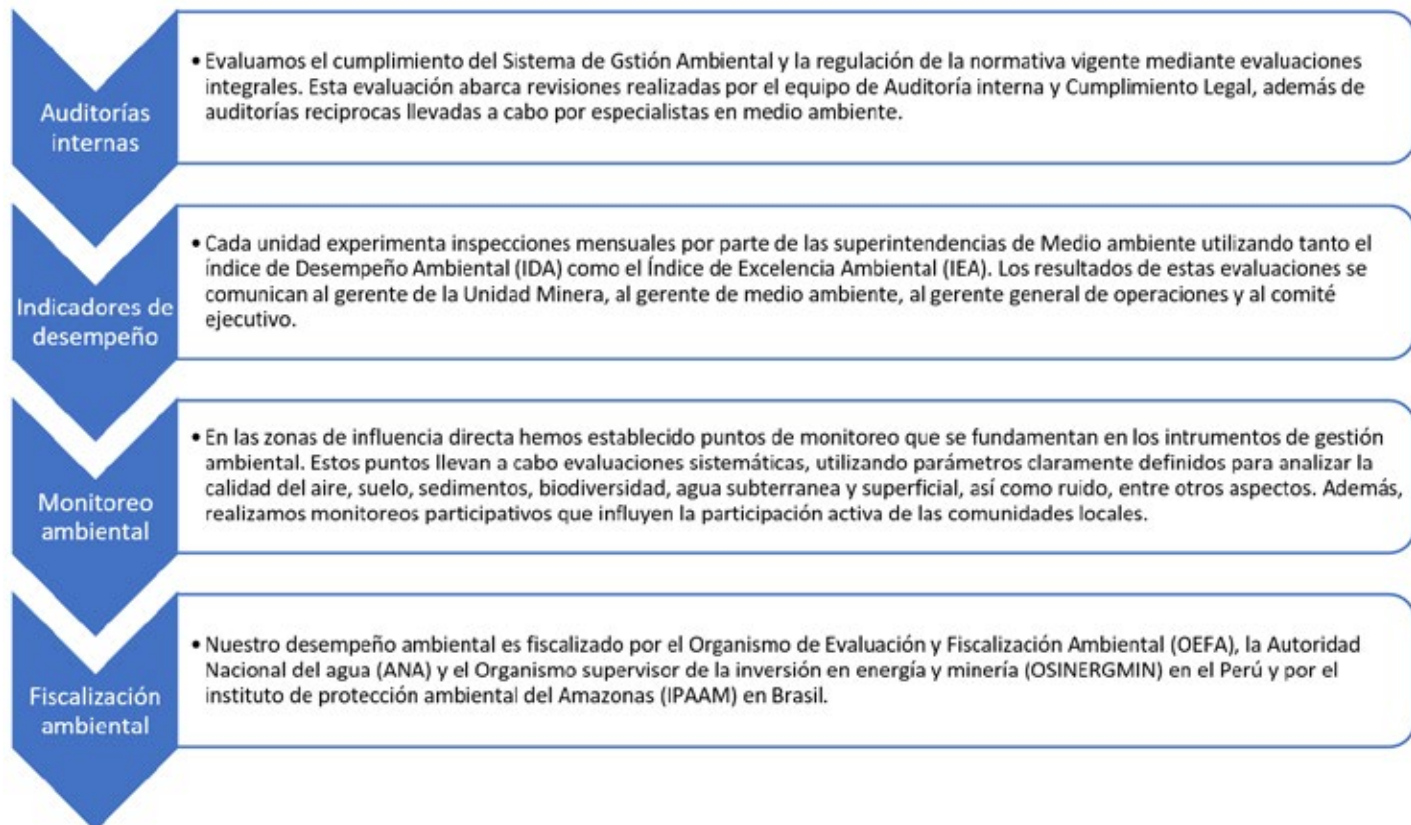 Auditorías
internas
• Evaluamos el cumplimiento del Sistema de Gstión Ambiental y la regulación de la normativa vigente mediante evaluaciones
integrales. Esta evaluación abarca revisiones realizadas por el equipo de Auditoría interna y Cumplimiento Legal, además de
auditorías reciprocas llevadas a cabo por especialistas en medio ambiente.
Indicadores de
desempeño
• Cada unidad experimenta inspecciones mensuales por parte de las superintendencias de Medio ambiente utilizando tanto el
índice de Desempeño Ambiental (IDA) como el Índice de Excelencia Ambiental (IEA). Los resultados de estas evaluaciones se
comunican al gerente de la Unidad Minera, al gerente de medio ambiente, al gerente general de operaciones y al comité
ejecutivo.
Monitoreo
ambiental
• En las zonas de influencia directa hemos establecido puntos de monitoreo que se fundamentan en los intrumentos de gestión
ambiental. Estos puntos llevan a cabo evaluaciones sistemáticas, utilizando parámetros claramente definidos para analizar la
calidad del aire, suelo, sedimentos, biodiversidad, agua subterranea y superficial, así como ruido, entre otros aspectos. Además,
realizamos monitoreos participativos que influyen la participación activa de las comunidades locales.
Fiscalización
ambiental
• Nuestro desempeño ambiental es fiscalizado por el Organismo de Evaluación y Fiscalización Ambiental (OEFA), la Autoridad
Nacional del agua (ANA) y el Organismo supervisor de la inversión en energía y minería (OSINERGMIN) en el Perú y por el
instituto de protección ambiental del Amazonas (IPAAM) en Brasil.